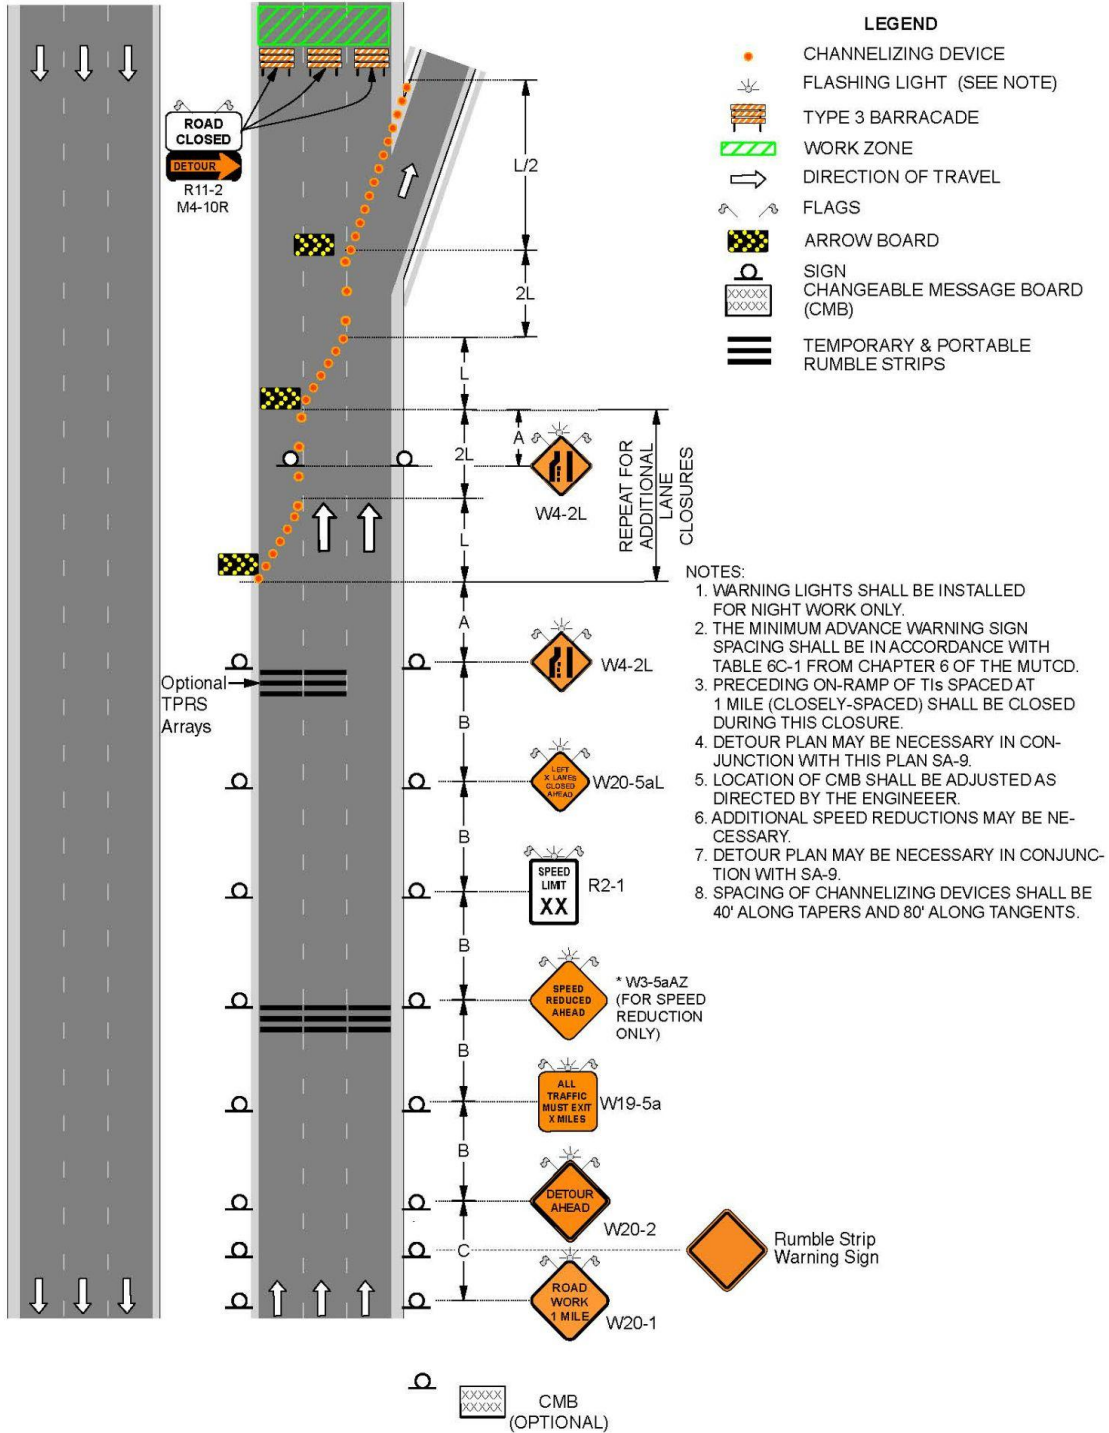 LEGEND
CHANNELIZING DEVICE
FLASHING LIGHT (SEE NOTE)
TYPE 3 BARRACADE
WORK ZONE
DIRECTION OF TRAVEL
FLAGS
ARROW BOARD
SIGN
CHANGEABLE MESSAGE BOARD
(CMB)
TEMPORARY & PORTABLE
RUMBLE STRIPS
ROAD
CLOSED
DETOUR
R11-2
M4-10R
L/2
2L
L
A
2L
REPEAT FOR
ADDITIONAL
LANE
CLOSURES
W4-2L
L
A
W4-2L
Optional
TPRS
Arrays
B
LEFT
X LANES
CLOSED
AHEAD
W20-5aL
B
SPEED
LIMIT
XX
R2-1
B
SPEED
REDUCED
AHEAD
* W3-5aAZ
(FOR SPEED
REDUCTION
ONLY)
B
ALL
TRAFFIC
MUST EXIT
X MILES
W19-5a
B
DETOUR
AHEAD
W20-2
C
Rumble Strip
Warning Sign
ROAD
WORK
1 MILE
W20-1
XXXXX
XXXXX
CMB
(OPTIONAL)
XXXXX
XXXXX
NOTES:
1. WARNING LIGHTS SHALL BE INSTALLED
FOR NIGHT WORK ONLY.
2. THE MINIMUM ADVANCE WARNING SIGN
SPACING SHALL BE IN ACCORDANCE WITH
TABLE 6C-1 FROM CHAPTER 6 OF THE MUTCD.
3. PRECEDING ON-RAMP OF TIs SPACED AT
1 MILE (CLOSELY-SPACED) SHALL BE CLOSED
DURING THIS CLOSURE.
4. DETOUR PLAN MAY BE NECESSARY IN CON-
JUNCTION WITH THIS PLAN SA-9.
5. LOCATION OF CMB SHALL BE ADJUSTED AS
DIRECTED BY THE ENGINEEER.
6. ADDITIONAL SPEED REDUCTIONS MAY BE NE-
CESSARY.
7. DETOUR PLAN MAY BE NECESSARY IN CONJUNC-
TION WITH SA-9.
8. SPACING OF CHANNELIZING DEVICES SHALL BE
40' ALONG TAPERS AND 80' ALONG TANGENTS.